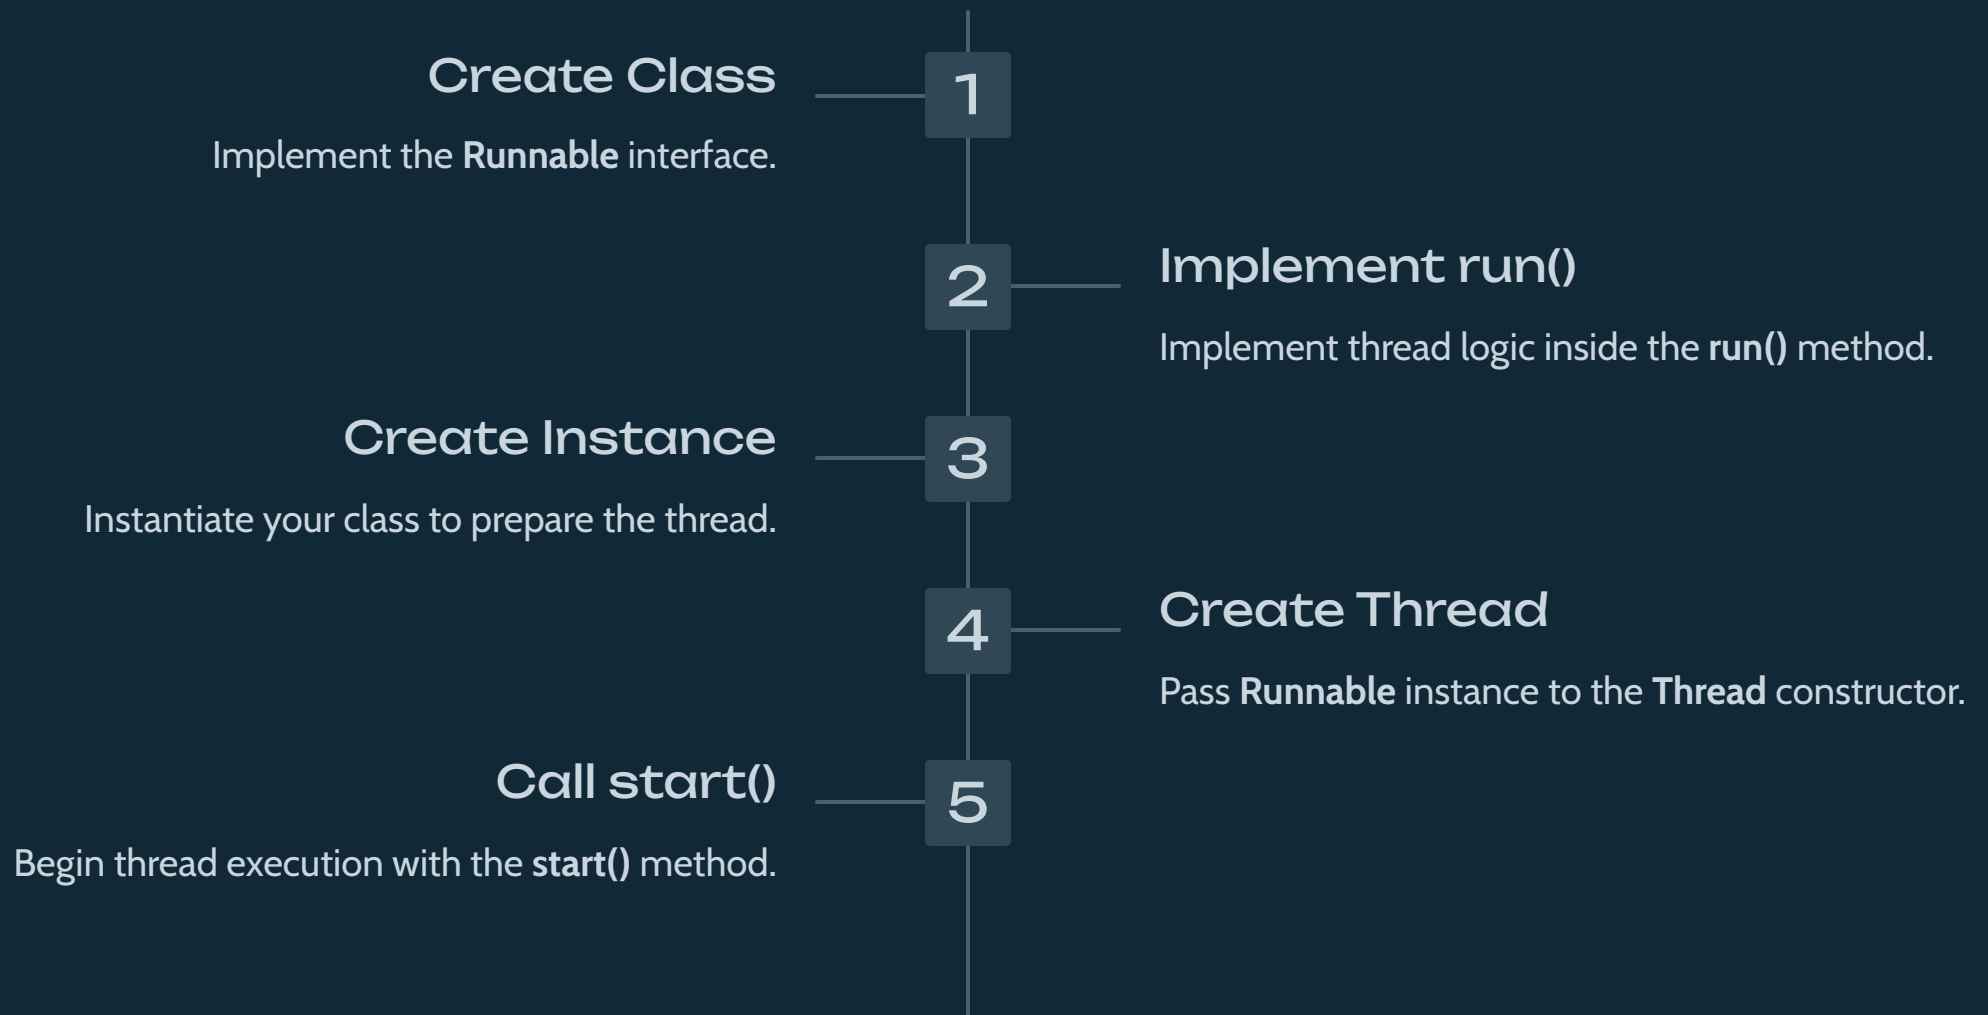 Create Class
1
Implement the Runnable interface.
2
Implement run()
Implement thread logic inside the run() method.
Create Instance
3
Instantiate your class to prepare the thread.
4
Create Thread
Pass Runnable instance to the Thread constructor.
Call start()
5
Begin thread execution with the start() method.